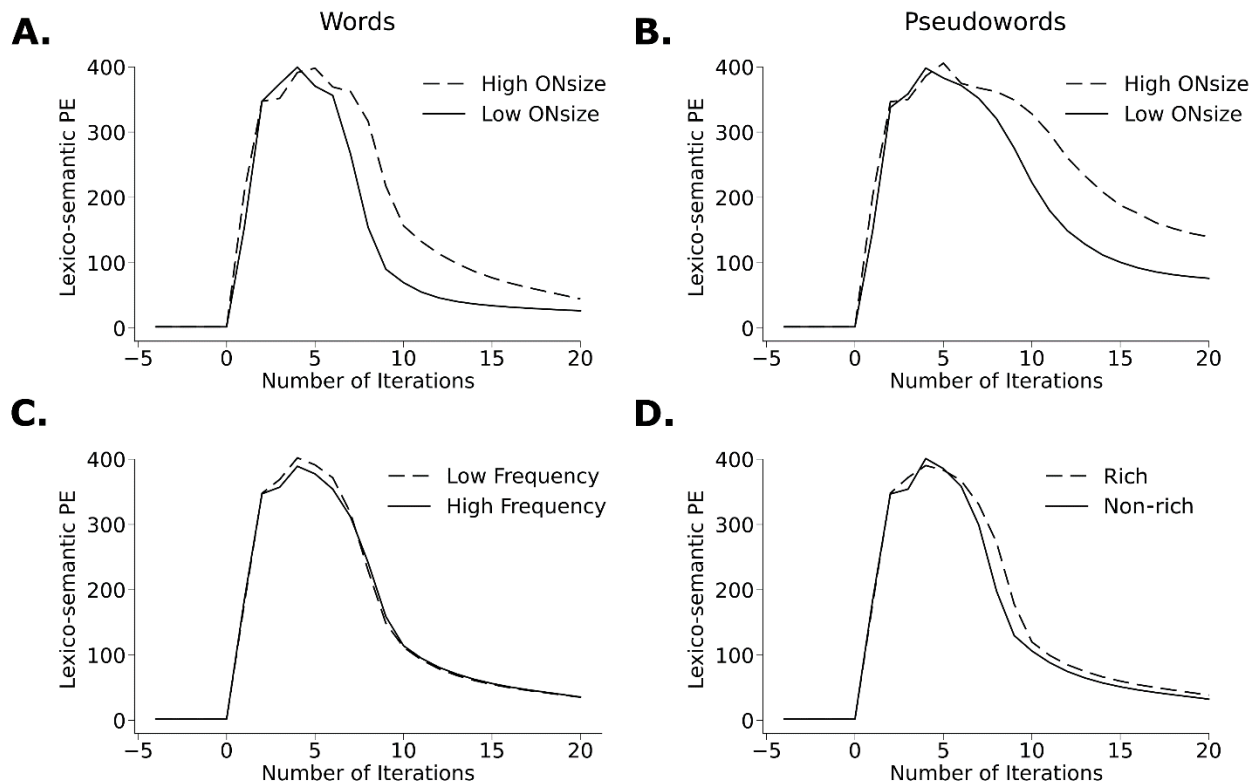 A.
Words
High ONsize
Low ONsize
Lexico-semantic PE
400
300
200
100
0
−5 0 5 10 15 20
Number of Iterations
B.
Pseudowords
High ONsize
Low ONsize
Lexico-semantic PE
400
300
200
100
0
−5 0 5 10 15 20
Number of Iterations
C.
Low Frequency
High Frequency
Lexico-semantic PE
400
300
200
100
0
−5 0 5 10 15 20
Number of Iterations
D.
Rich
Non-rich
Lexico-semantic PE
400
300
200
100
0
−5 0 5 10 15 20
Number of Iterations